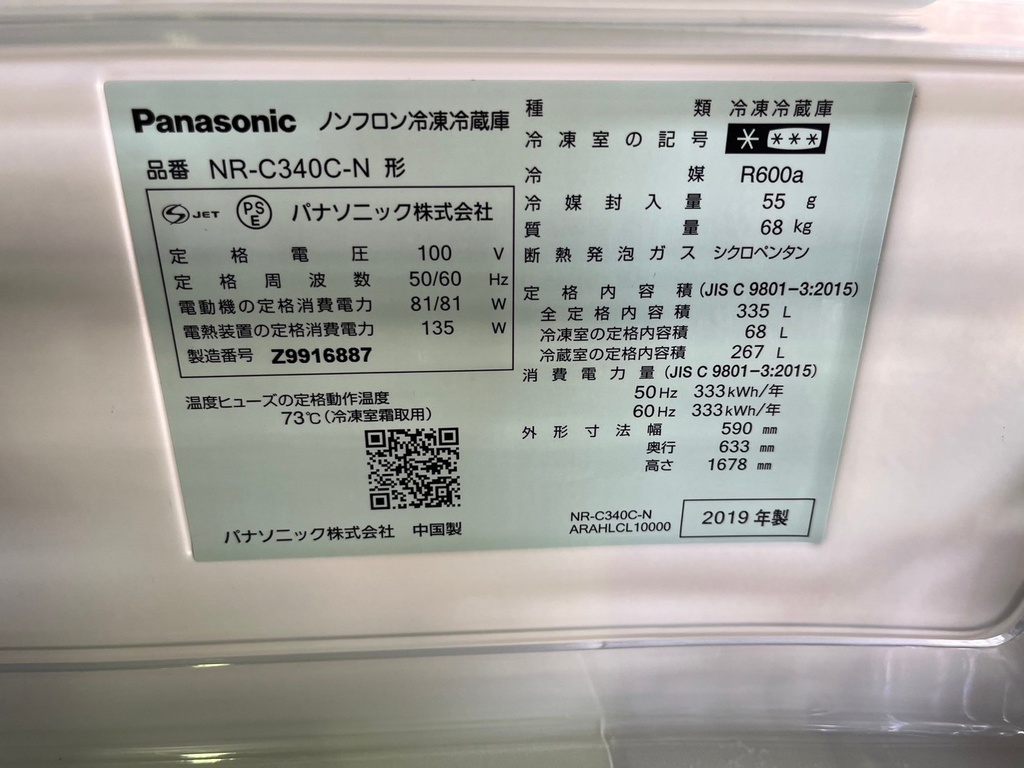 Panasonic ノンフロン冷凍冷蔵庫
品番 NR-C340C-N 形
S JET PSE パナソニック株式会社
定格電圧 100 V
定格周波数 50/60 Hz
電動機の定格消費電力 81/81 W
電熱装置の定格消費電力 135 W
製造番号 Z9916887
温度ヒューズの定格動作温度
73℃(冷凍室霜取用)
パナソニック株式会社 中国製
種類 冷凍冷蔵庫
冷凍室の記号 * ***
冷媒 R600a
冷媒封入量 55 g
質量 68 kg
断熱発泡ガス シクロペンタン
定格内容積 (JIS C 9801-3:2015)
全定格内容積 335 L
冷凍室の定格内容積 68 L
冷蔵室の定格内容積 267 L
消費電力量 (JIS C 9801-3:2015)
50Hz 333kWh/年
60Hz 333kWh/年
外形寸法 幅 590 mm
奥行 633 mm
高さ 1678 mm
NR-C340C-N
ARAHLCL10000
2019年製